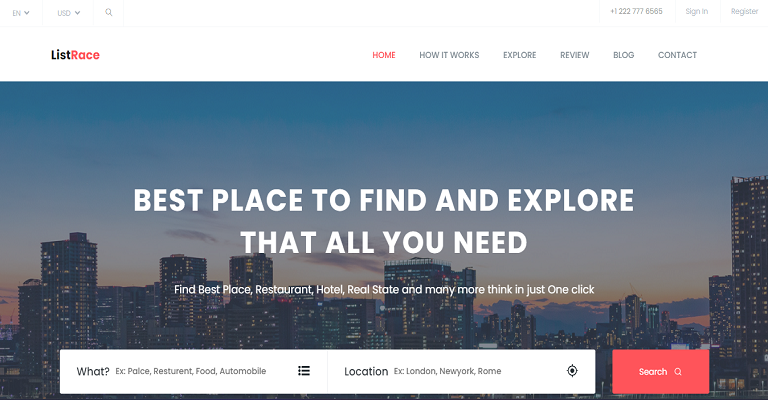 EN USD +1 222 777 6565 Sign In Register
ListRace HOME HOW IT WORKS EXPLORE REVIEW BLOG CONTACT
BEST PLACE TO FIND AND EXPLORE
THAT ALL YOU NEED
Find Best Place, Restaurant, Hotel, Real State and many more think in just One click
What? Ex: Palce, Resturent, Food, Automobile Location Ex: London, Newyork, Rome Search